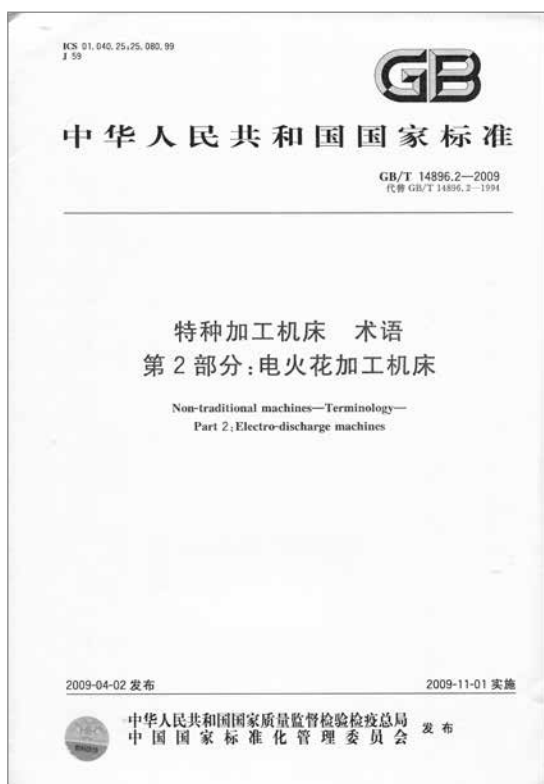 ICS 01.040.25;25.080.99
J 59
GB
中华人民共和国国家标准
GB/T 14896.2—2009
代替 GB/T 14896.2—1994
特种加工机床 术语
第2部分:电火花加工机床
Non-traditional machines—Terminology—
Part 2:Electro-discharge machines
2009-04-02 发布
2009-11-01 实施
中华人民共和国国家质量监督检验检疫总局
中国国家标准化管理委员会
发布